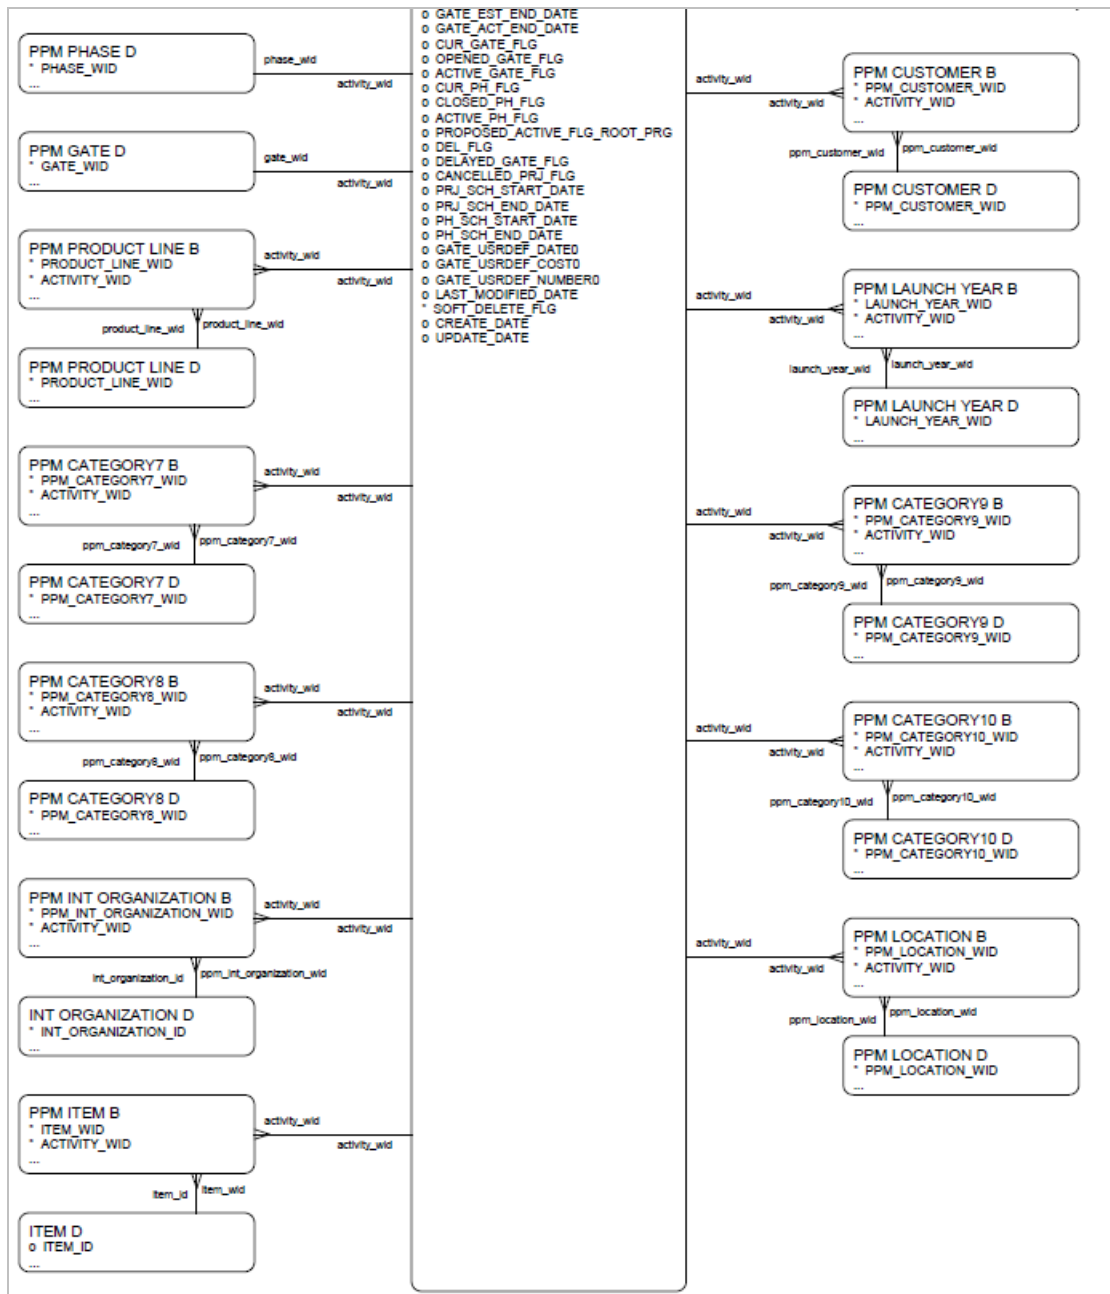 PPM PHASE D
* PHASE_WID
...
phase_wid
activity_wid
PPM GATE D
* GATE_WID
...
gate_wid
activity_wid
PPM PRODUCT LINE B
* PRODUCT_LINE_WID
* ACTIVITY_WID
...
activity_wid
activity_wid
product_line_wid
product_line_wid
PPM PRODUCT LINE D
* PRODUCT_LINE_WID
...
PPM CATEGORY7 B
* PPM_CATEGORY7_WID
* ACTIVITY_WID
...
activity_wid
activity_wid
ppm_category7_wid
ppm_category7_wid
PPM CATEGORY7 D
* PPM_CATEGORY7_WID
...
PPM CATEGORY8 B
* PPM_CATEGORY8_WID
* ACTIVITY_WID
...
activity_wid
activity_wid
ppm_category8_wid
ppm_category8_wid
PPM CATEGORY8 D
* PPM_CATEGORY8_WID
...
PPM INT ORGANIZATION B
* PPM_INT_ORGANIZATION_WID
* ACTIVITY_WID
...
activity_wid
activity_wid
int_organization_id
ppm_int_organization_wid
INT ORGANIZATION D
* INT_ORGANIZATION_ID
...
PPM ITEM B
* ITEM_WID
* ACTIVITY_WID
...
activity_wid
activity_wid
item_id
item_wid
ITEM D
o ITEM_ID
...
o GATE_EST_END_DATE
o GATE_ACT_END_DATE
o CUR_GATE_FLG
o OPENED_GATE_FLG
o ACTIVE_GATE_FLG
o CUR_PH_FLG
o CLOSED_PH_FLG
o ACTIVE_PH_FLG
o PROPOSED_ACTIVE_FLG_ROOT_PRG
o DEL_FLG
o DELAYED_GATE_FLG
o CANCELLED_PRJ_FLG
o PRJ_SCH_START_DATE
o PRJ_SCH_END_DATE
o PH_SCH_START_DATE
o PH_SCH_END_DATE
o GATE_USRDEF_DATE0
o GATE_USRDEF_COST0
o GATE_USRDEF_NUMBER0
o LAST_MODIFIED_DATE
* SOFT_DELETE_FLG
o CREATE_DATE
o UPDATE_DATE
activity_wid
activity_wid
PPM CUSTOMER B
* PPM_CUSTOMER_WID
* ACTIVITY_WID
...
ppm_customer_wid
ppm_customer_wid
PPM CUSTOMER D
* PPM_CUSTOMER_WID
...
activity_wid
activity_wid
PPM LAUNCH YEAR B
* LAUNCH_YEAR_WID
* ACTIVITY_WID
...
launch_year_wid
launch_year_wid
PPM LAUNCH YEAR D
* LAUNCH_YEAR_WID
...
activity_wid
activity_wid
PPM CATEGORY9 B
* PPM_CATEGORY9_WID
* ACTIVITY_WID
...
ppm_category9_wid
ppm_category9_wid
PPM CATEGORY9 D
* PPM_CATEGORY9_WID
...
activity_wid
activity_wid
PPM CATEGORY10 B
* PPM_CATEGORY10_WID
* ACTIVITY_WID
...
ppm_category10_wid
ppm_category10_wid
PPM CATEGORY10 D
* PPM_CATEGORY10_WID
...
activity_wid
activity_wid
PPM LOCATION B
* PPM_LOCATION_WID
* ACTIVITY_WID
...
ppm_location_wid
ppm_location_wid
PPM LOCATION D
* PPM_LOCATION_WID
...